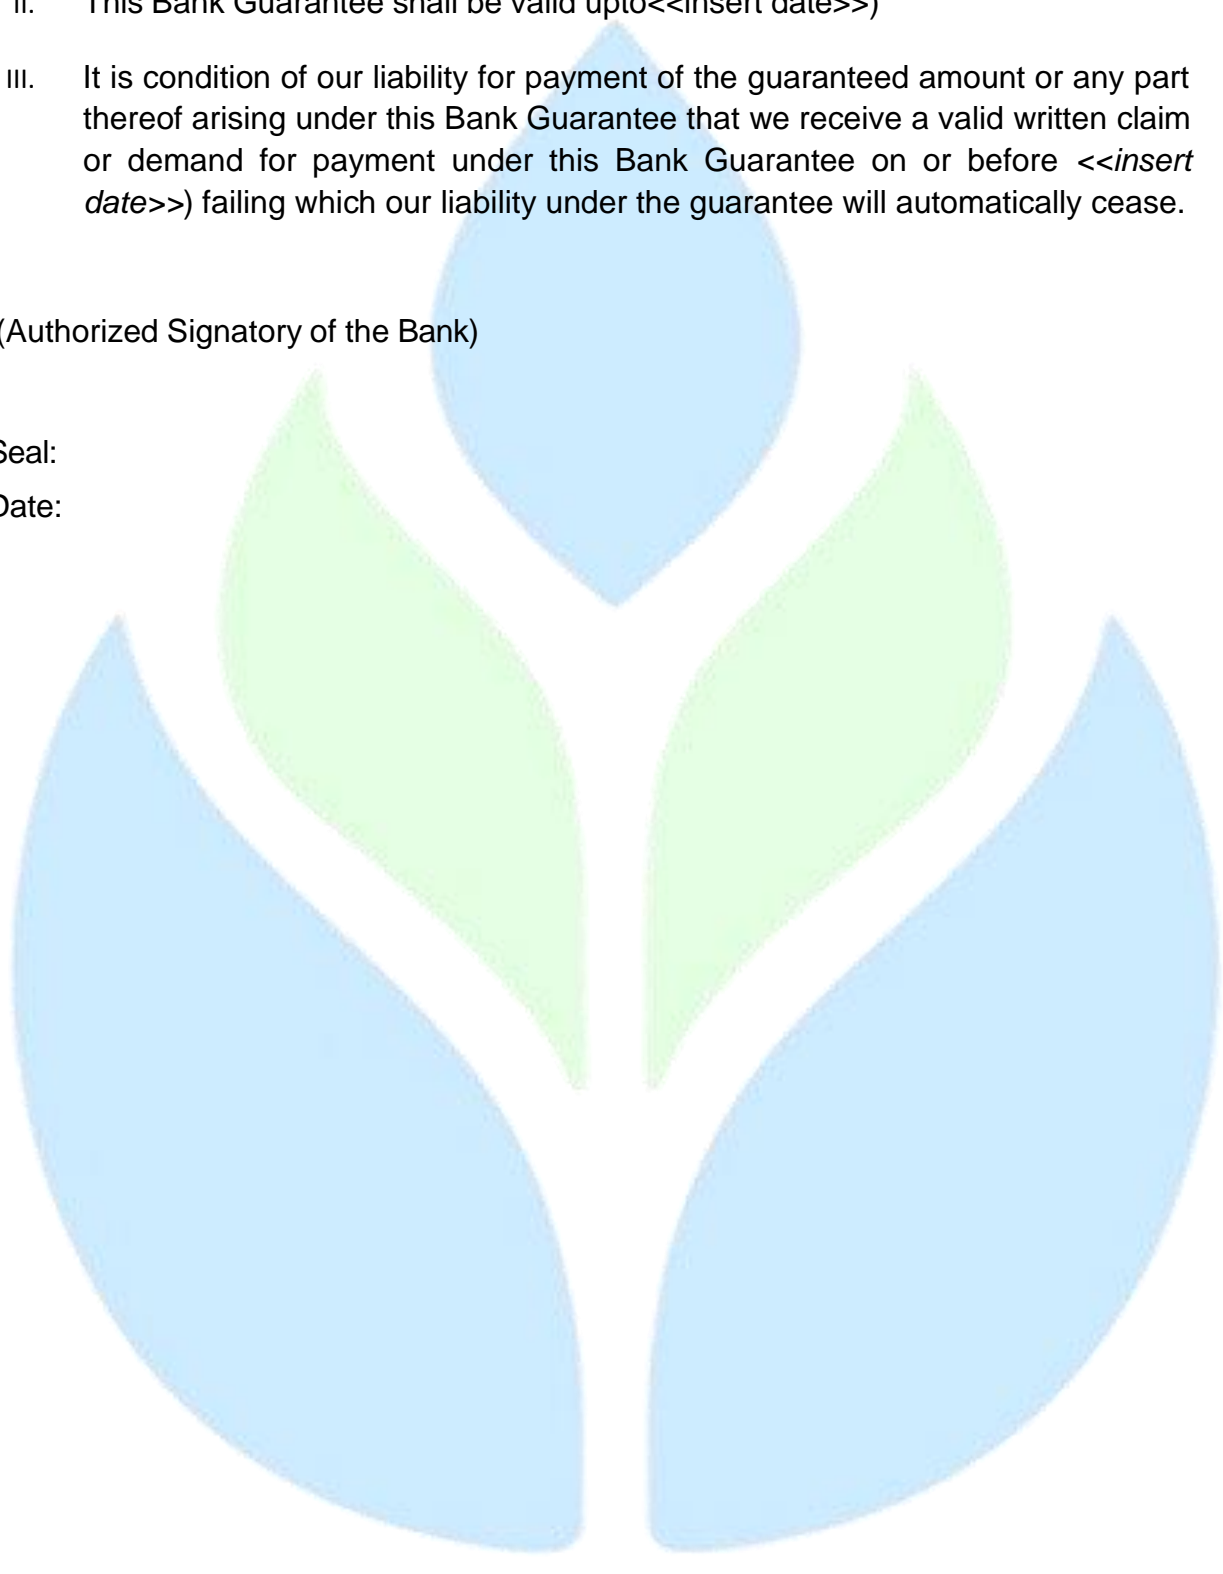 II. This Bank Guarantee shall be valid upto<<insert date>>)
III. It is condition of our liability for payment of the guaranteed amount or any part
thereof arising under this Bank Guarantee that we receive a valid written claim
or demand for payment under this Bank Guarantee on or before <<insert
date>>) failing which our liability under the guarantee will automatically cease.
(Authorized Signatory of the Bank)
Seal:
Date: